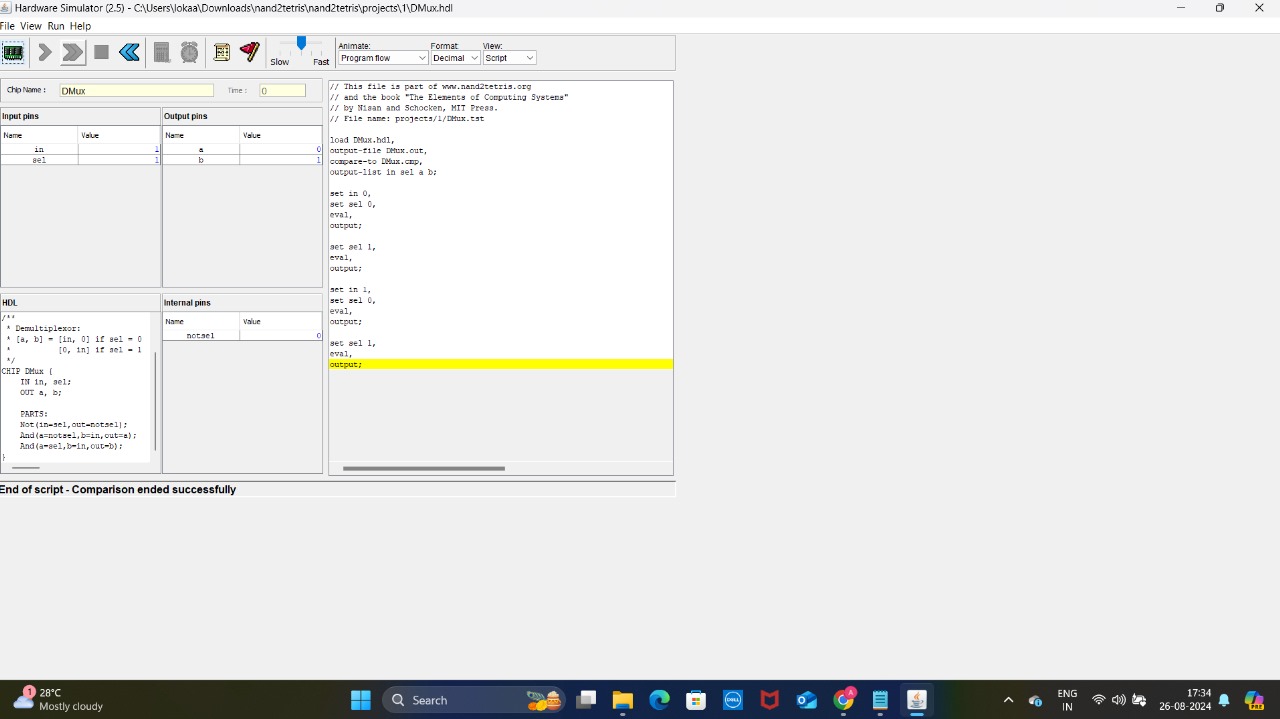 Hardware Simulator (2.5) - C:\Users\lokaa\Downloads\nand2tetris\nand2tetris\projects\1\DMux.hdl
File View Run Help
Slow Fast
Animate: Format: View:
Program flow Decimal Script
Chip Name : DMux Time : 0
Input pins Output pins
Name Value Name Value
in 1 a 0
sel 1 b 1
HDL Internal pins
Name Value
notsel 0
/**
* Demultiplexor:
* [a, b] = [in, 0] if sel = 0
* [0, in] if sel = 1
*/
CHIP DMux {
IN in, sel;
OUT a, b;
PARTS:
Not(in=sel,out=notsel);
And(a=notsel,b=in,out=a);
And(a=sel,b=in,out=b);
}
// This file is part of www.nand2tetris.org
// and the book "The Elements of Computing Systems"
// by Nisan and Schocken, MIT Press.
// File name: projects/1/DMux.tst
load DMux.hdl,
output-file DMux.out,
compare-to DMux.cmp,
output-list in sel a b;
set in 0,
set sel 0,
eval,
output;
set sel 1,
eval,
output;
set in 1,
set sel 0,
eval,
output;
set sel 1,
eval,
output;
End of script - Comparison ended successfully
1
28°C
Mostly cloudy
Search
DELL
A
ENG
IN
17:34
26-08-2024
PRE